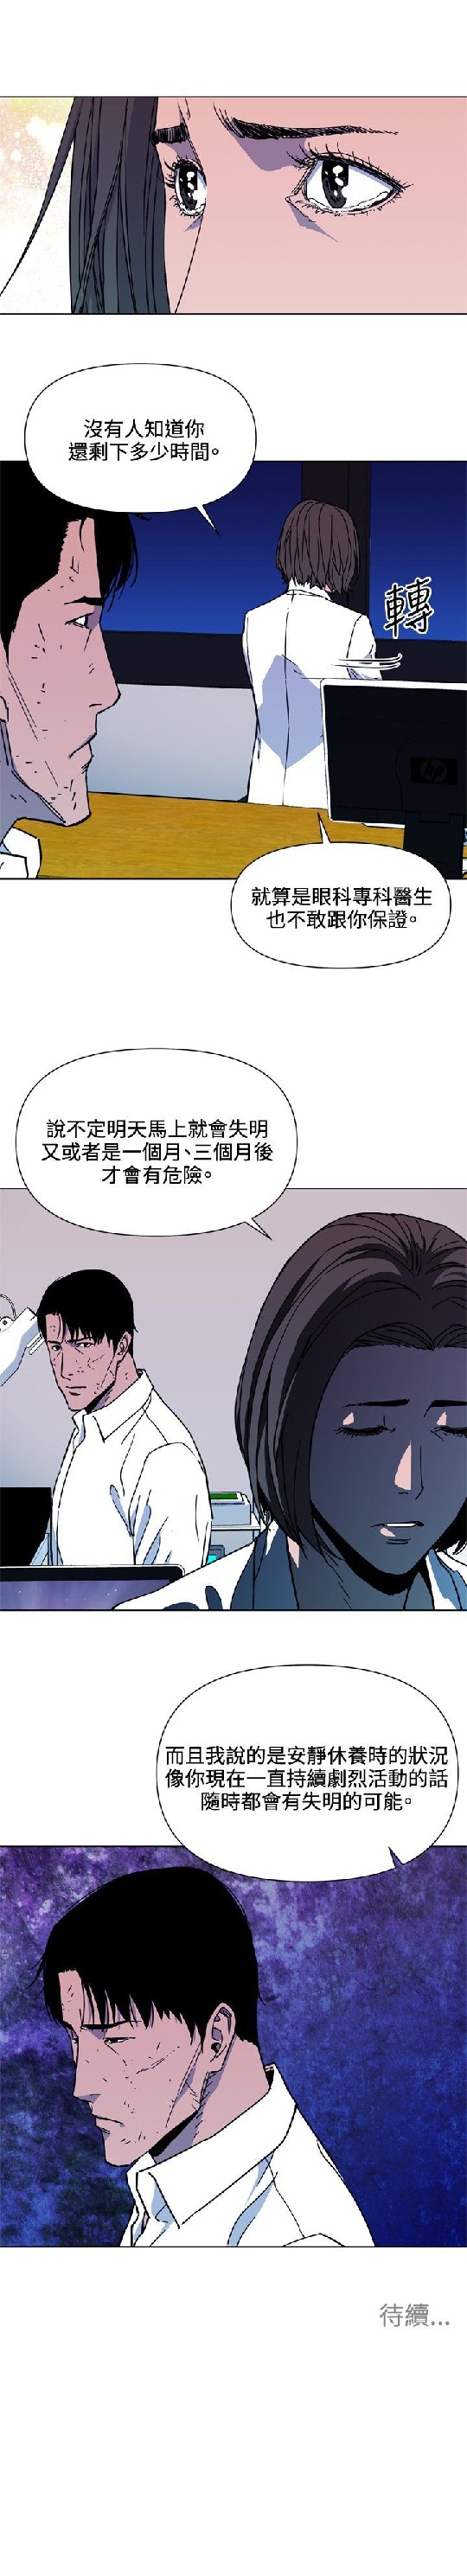 沒有人知道你
還剩下多少時間。
轉
hp
就算是眼科專科醫生
也不敢跟你保證。
說不定明天馬上就會失明
又或者是一個月、三個月後
才會有危險。
而且我說的是安靜休養時的狀況
像你現在一直持續劇烈活動的話
隨時都會有失明的可能。
待續...